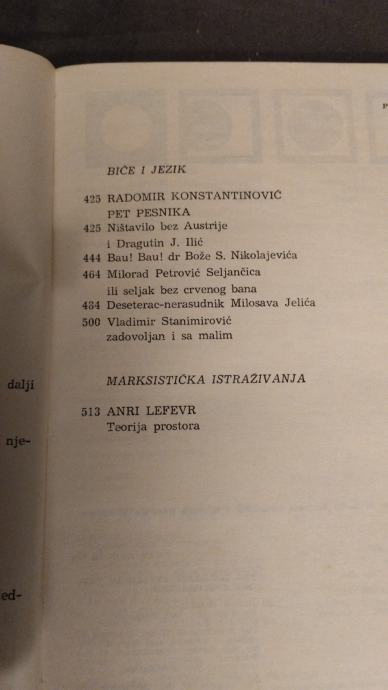 P
BIĆE I JEZIK
425 RADOMIR KONSTANTINOVIĆ
PET PESNIKA
425 Ništavilo bez Austrije
i Dragutin J. Ilić
444 Bau! Bau! dr Bože S. Nikolajevića
464 Milorad Petrović Seljančica
ili seljak bez crvenog bana
484 Deseterac-nerasudnik Milosava Jelića
500 Vladimir Stanimirović
zadovoljan i sa malim
MARKSISTIČKA ISTRAŽIVANJA
513 ANRI LEFEVR
Teorija prostora
dalji
nje-
ed-